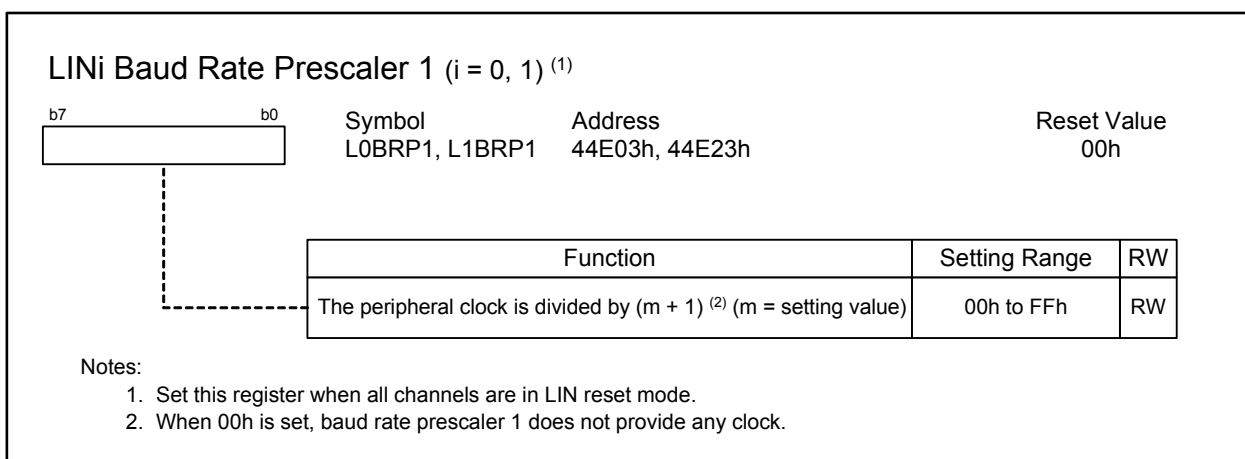 LINi Baud Rate Prescaler 1 (i = 0, 1) (1)
b7 b0
Symbol Address Reset Value
L0BRP1, L1BRP1 44E03h, 44E23h 00h
Function Setting Range RW
The peripheral clock is divided by (m + 1) (2) (m = setting value) 00h to FFh RW
Notes:
1. Set this register when all channels are in LIN reset mode.
2. When 00h is set, baud rate prescaler 1 does not provide any clock.